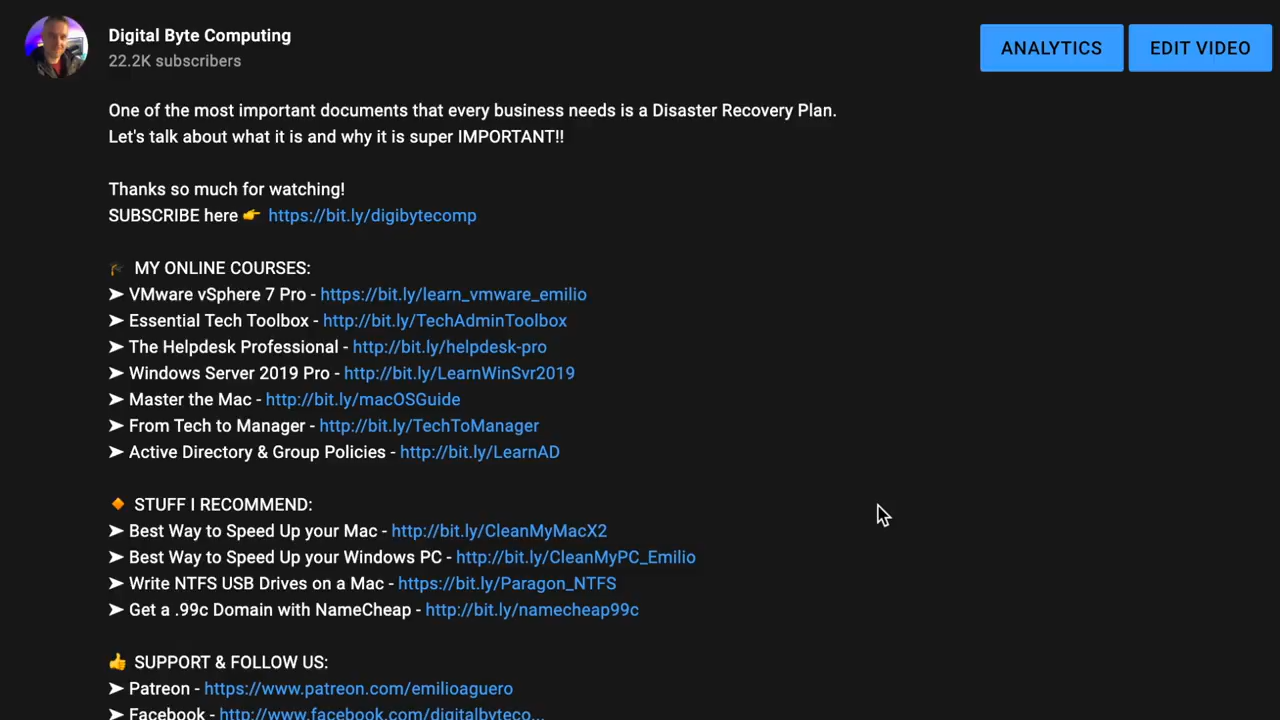 Digital Byte Computing
22.2K subscribers
ANALYTICS
EDIT VIDEO
One of the most important documents that every business needs is a Disaster Recovery Plan.
Let's talk about what it is and why it is super IMPORTANT!!
Thanks so much for watching!
SUBSCRIBE here 👉 https://bit.ly/digibytecomp
🎓 MY ONLINE COURSES:
➤ VMware vSphere 7 Pro - https://bit.ly/learn_vmware_emilio
➤ Essential Tech Toolbox - http://bit.ly/TechAdminToolbox
➤ The Helpdesk Professional - http://bit.ly/helpdesk-pro
➤ Windows Server 2019 Pro - http://bit.ly/LearnWinSvr2019
➤ Master the Mac - http://bit.ly/macOSGuide
➤ From Tech to Manager - http://bit.ly/TechToManager
➤ Active Directory & Group Policies - http://bit.ly/LearnAD
🔸 STUFF I RECOMMEND:
➤ Best Way to Speed Up your Mac - http://bit.ly/CleanMyMacX2
➤ Best Way to Speed Up your Windows PC - http://bit.ly/CleanMyPC_Emilio
➤ Write NTFS USB Drives on a Mac - https://bit.ly/Paragon_NTFS
➤ Get a .99c Domain with NameCheap - http://bit.ly/namecheap99c
👍 SUPPORT & FOLLOW US:
➤ Patreon - https://www.patreon.com/emilioaguero
➤ Facebook - http://www.facebook.com/digitalbyteco...